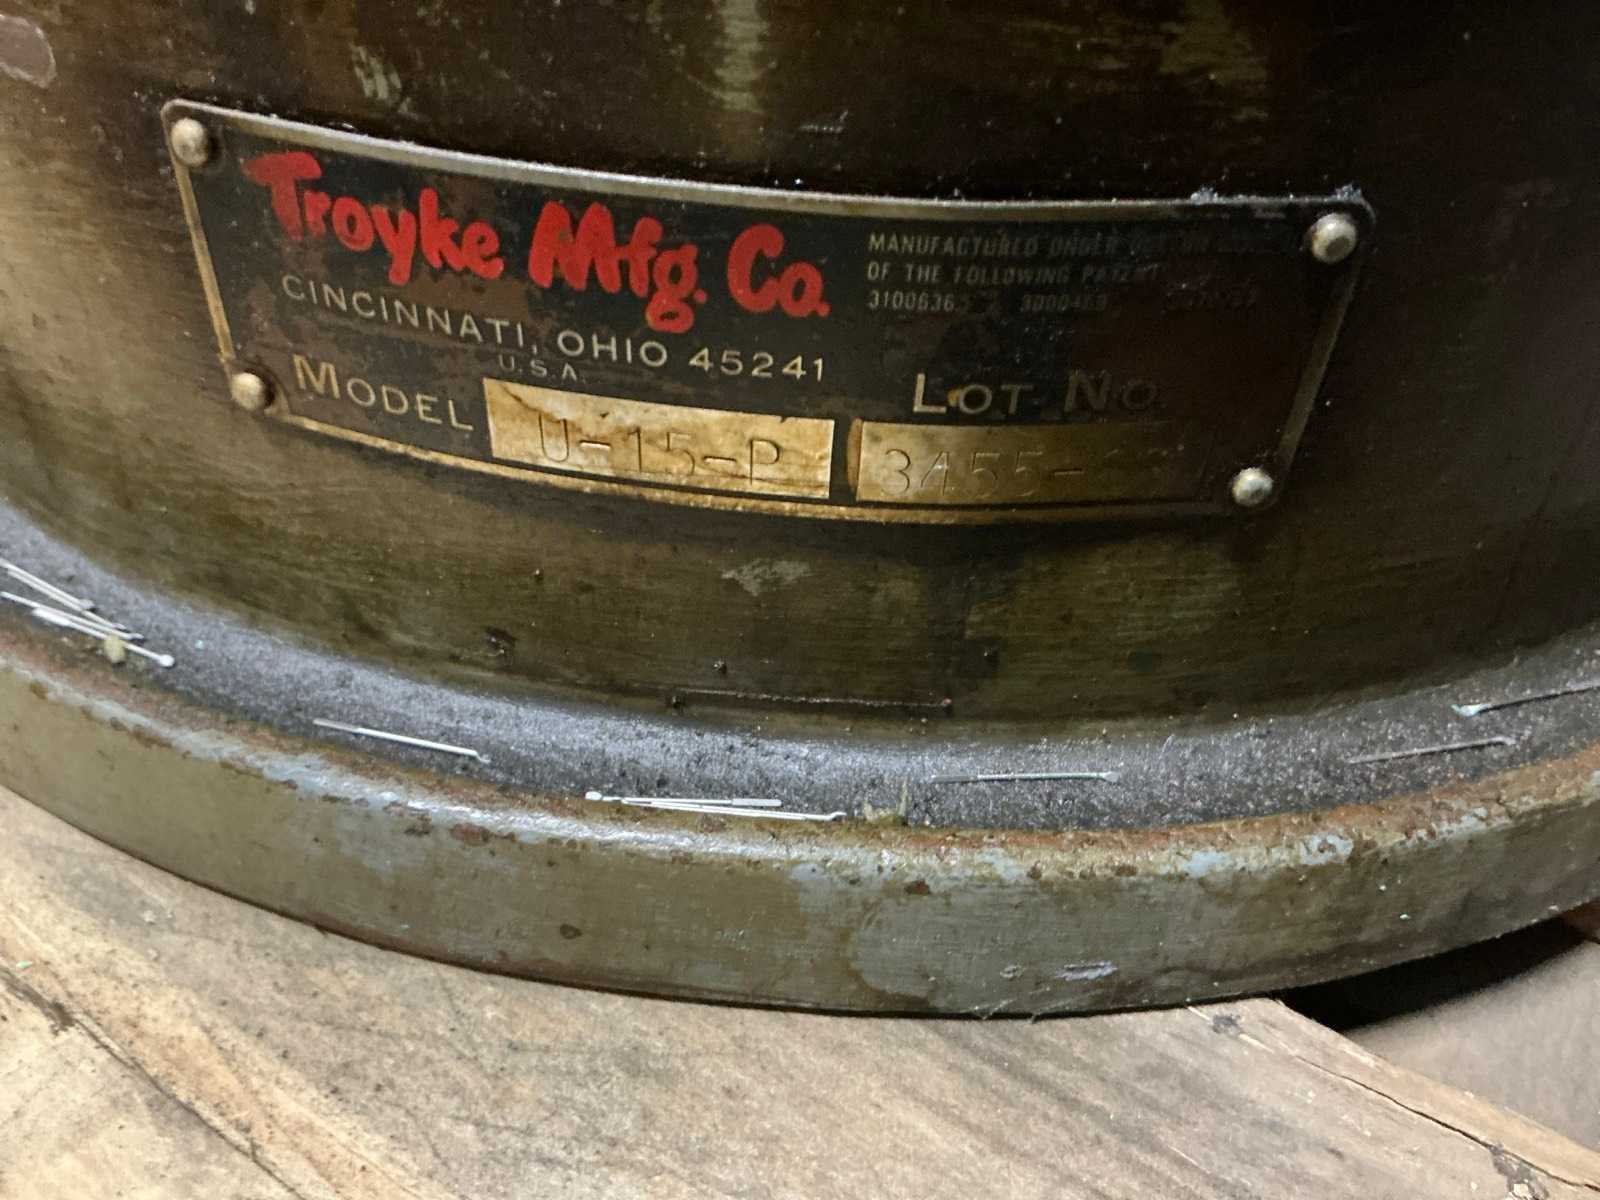 Troyke Mfg. Co.
CINCINNATI, OHIO 45241
U.S.A.
MANUFACTURED UNDER
OF THE FOLLOWING PATENTS
MODEL U-15-P
LOT No.